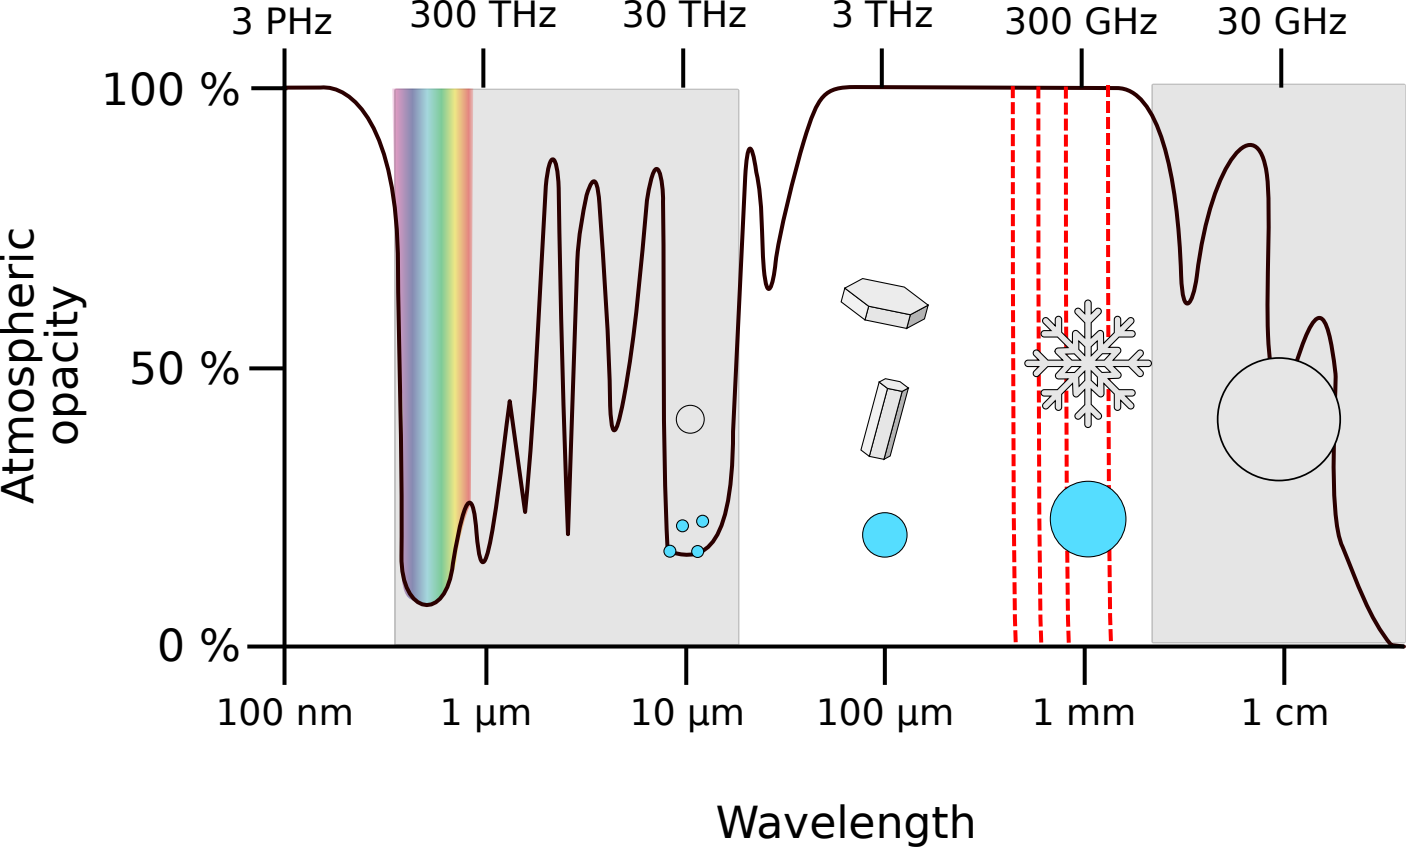 3 PHz
300 THz
30 THz
3 THz
300 GHz
30 GHz
100 %
50 %
0 %
Atmospheric
opacity
100 nm
1 µm
10 µm
100 µm
1 mm
1 cm
Wavelength